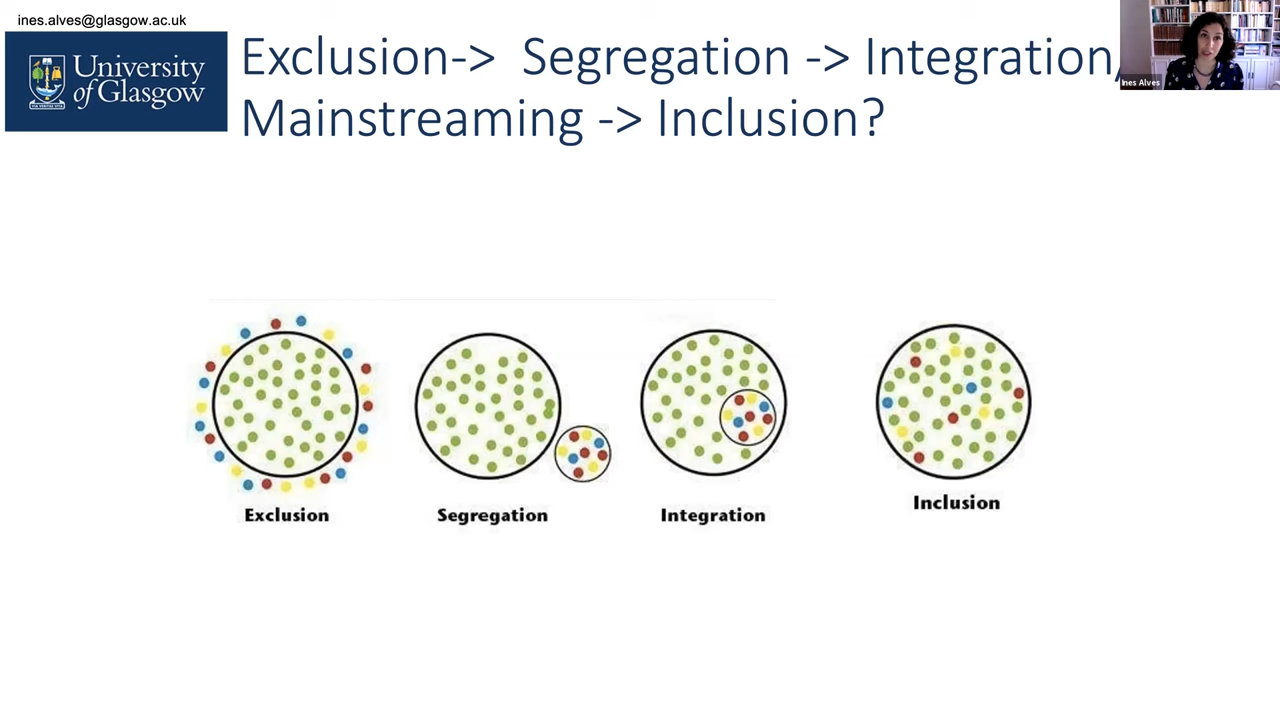 ines.alves@glasgow.ac.uk
University
of Glasgow
Exclusion-> Segregation -> Integration/
Mainstreaming -> Inclusion?
Ines Alves
Exclusion
Segregation
Integration
Inclusion